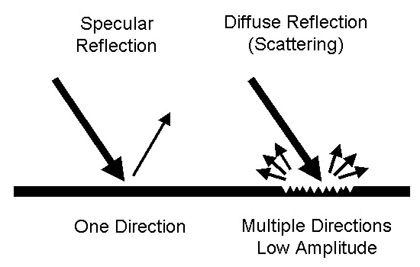 Specular
Reflection
Diffuse Reflection
(Scattering)
One Direction
Multiple Directions
Low Amplitude